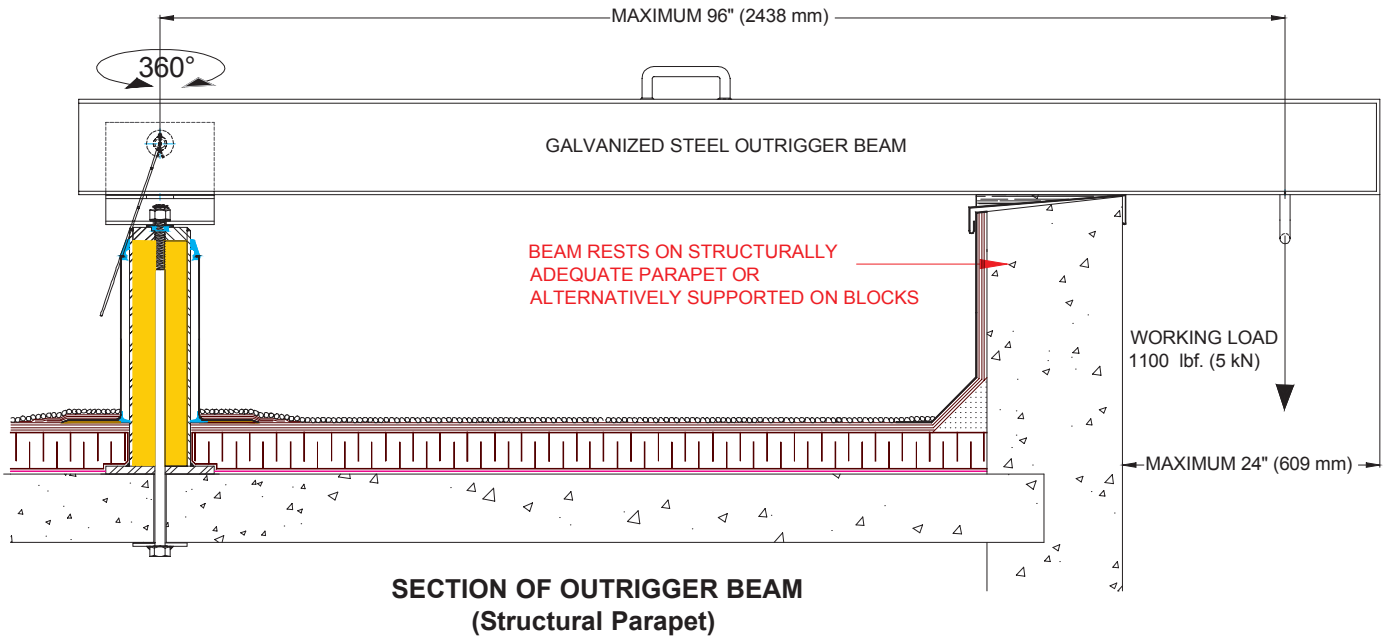 MAXIMUM 96" (2438 mm)
360°
GALVANIZED STEEL OUTRIGGER BEAM
BEAM RESTS ON STRUCTURALLY
ADEQUATE PARAPET OR
ALTERNATIVELY SUPPORTED ON BLOCKS
WORKING LOAD
1100 lbf. (5 kN)
MAXIMUM 24" (609 mm)
SECTION OF OUTRIGGER BEAM
(Structural Parapet)